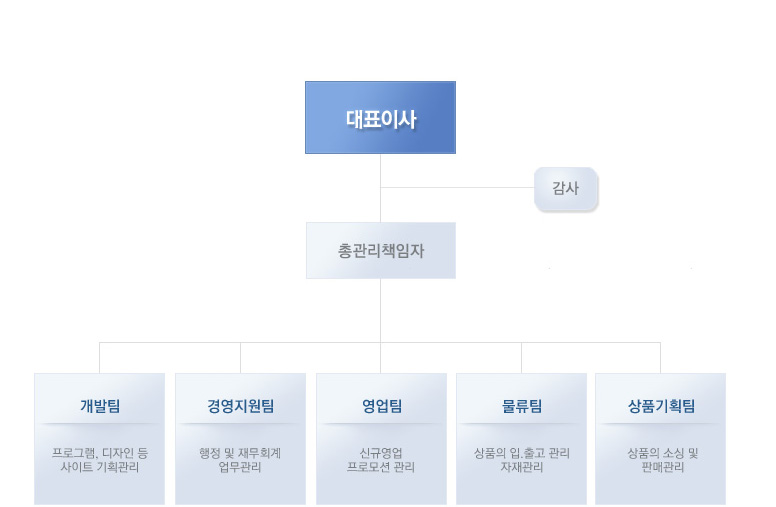 대표이사
감사
총관리책임자
개발팀
프로그램, 디자인 등
사이트 기획관리
경영지원팀
행정 및 재무회계
업무관리
영업팀
신규영업
프로모션 관리
물류팀
상품의 입.출고 관리
자재관리
상품기획팀
상품의 소싱 및
판매관리